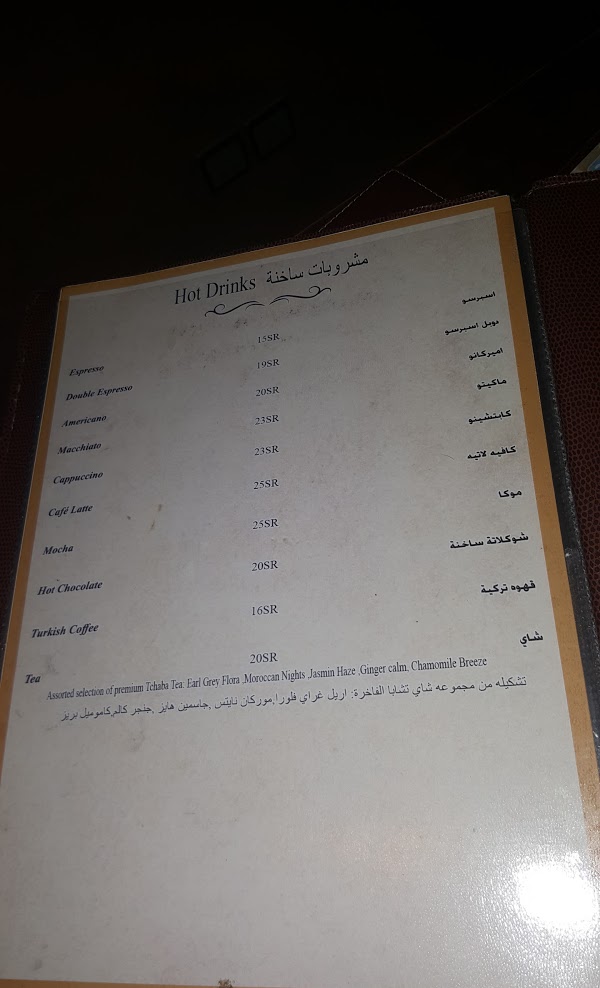 Hot Drinks مشروبات ساخنة
Espresso 15SR اسبرسو
Double Espresso 19SR دوبل اسبرسو
Americano 20SR اميركانو
Macchiato 23SR ماكيتو
Cappuccino 23SR كابتشينو
Café Latte 25SR كافيه لاتيه
Mocha 25SR موكا
Hot Chocolate 20SR شوكلاتة ساخنة
Turkish Coffee 16SR قهوه تركية
Tea 20SR شاي
Assorted selection of premium Tchaba Tea: Earl Grey Flora ,Moroccan Nights ,Jasmin Haze ,Ginger calm, Chamomile Breeze
تشكيله من مجموعه شاي تشابا الفاخرة: اريل غراي فلورا,موركان نايتس ,جاسمين هايز ,جنجر كالم,كاموميل بريز